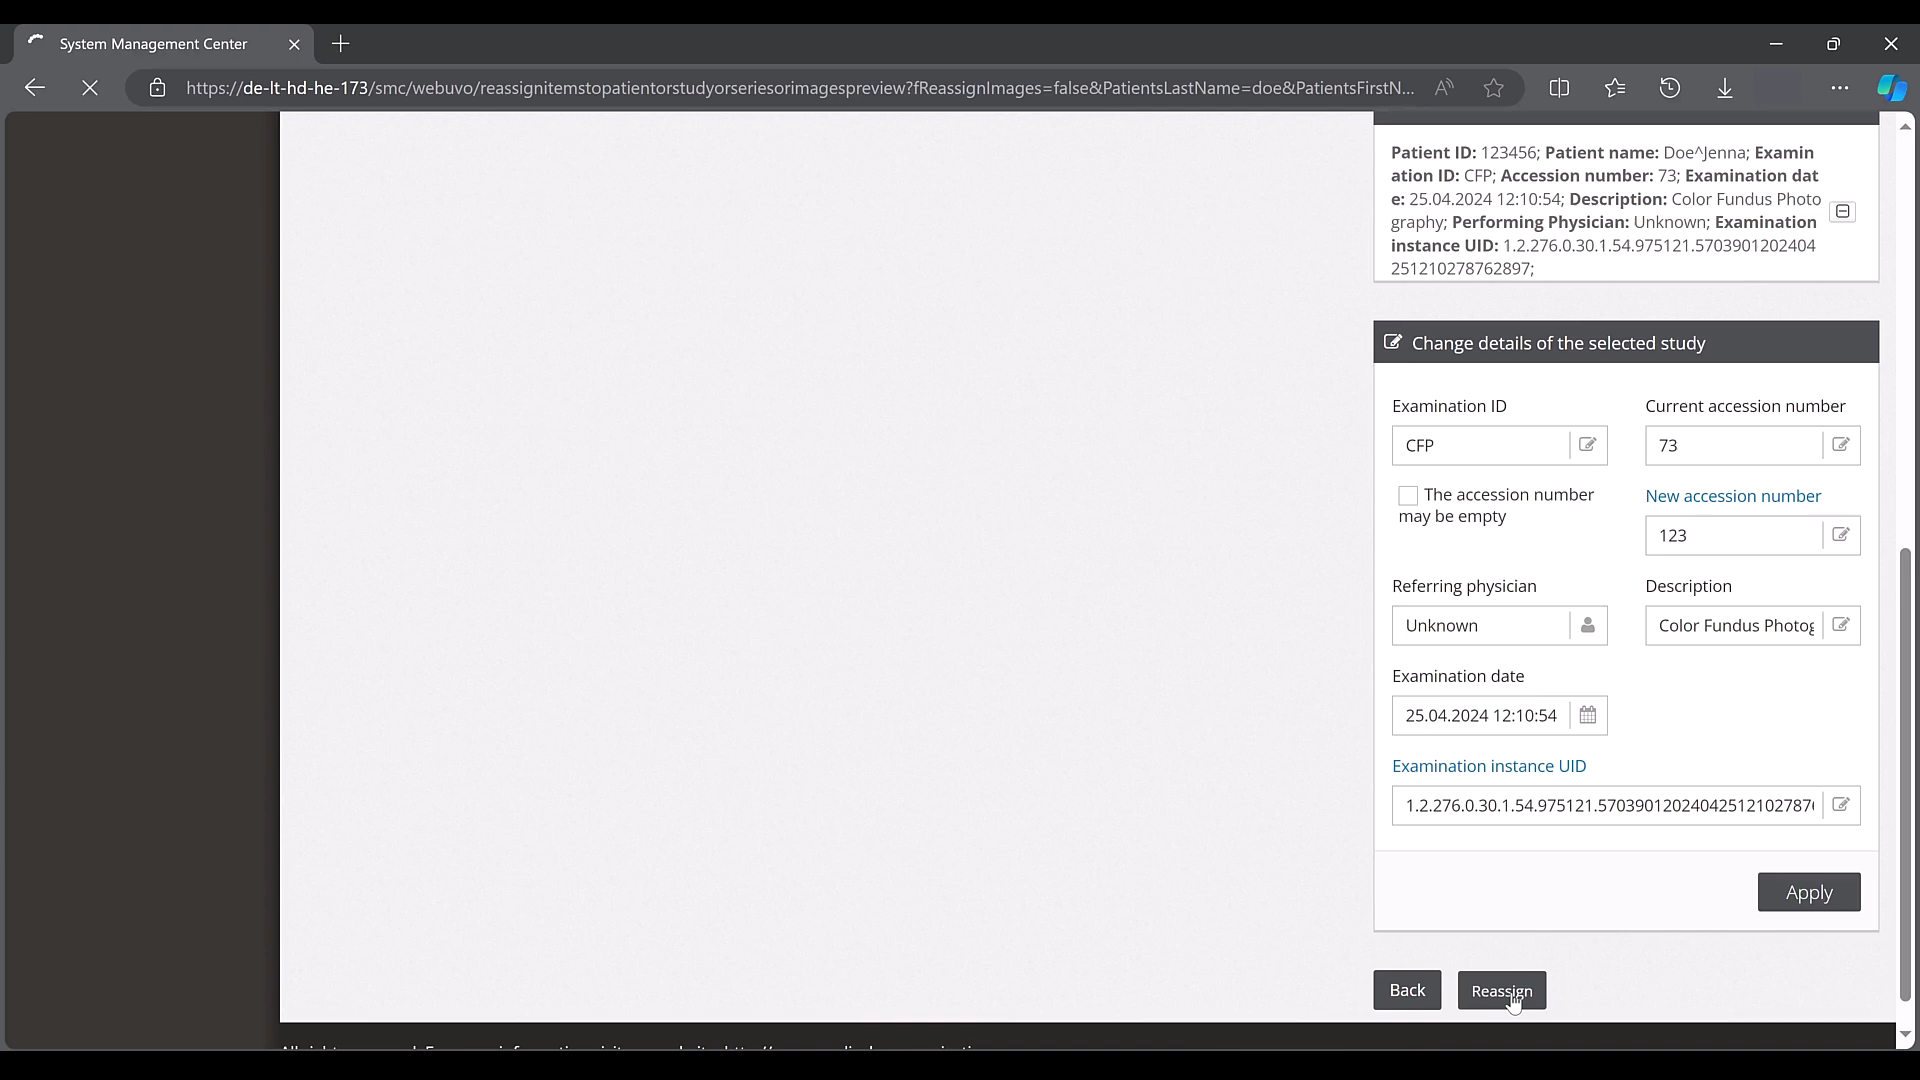 System Management Center
https://de-lt-hd-he-173/smc/webuvo/reassignitemstopatientorstudyorseriesorimagespreview?fReassignImages=false&PatientsLastName=doe&PatientsFirstN...
Patient ID: 123456; Patient name: Doe^Jenna; Examin
ation ID: CFP; Accession number: 73; Examination dat
e: 25.04.2024 12:10:54; Description: Color Fundus Photo
graphy; Performing Physician: Unknown; Examination
instance UID: 1.2.276.0.30.1.54.975121.5703901202404
251210278762897;
Change details of the selected study
Examination ID
Current accession number
CFP
73
The accession number
may be empty
New accession number
123
Referring physician
Description
Unknown
Color Fundus Photog
Examination date
25.04.2024 12:10:54
Examination instance UID
1.2.276.0.30.1.54.975121.570390120240425121027876
Apply
Back
Reassign